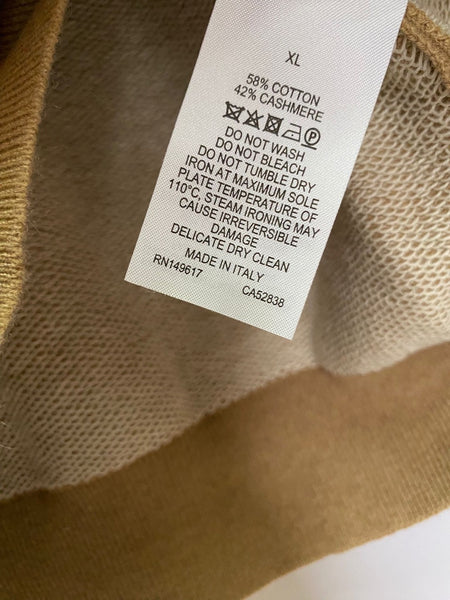 XL
58% COTTON
42% CASHMERE
DO NOT WASH
DO NOT BLEACH
DO NOT TUMBLE DRY
IRON AT MAXIMUM SOLE
PLATE TEMPERATURE OF
110°C, STEAM IRONING MAY
CAUSE IRREVERSIBLE
DAMAGE
DELICATE DRY CLEAN
MADE IN ITALY
RN149617 CA52838